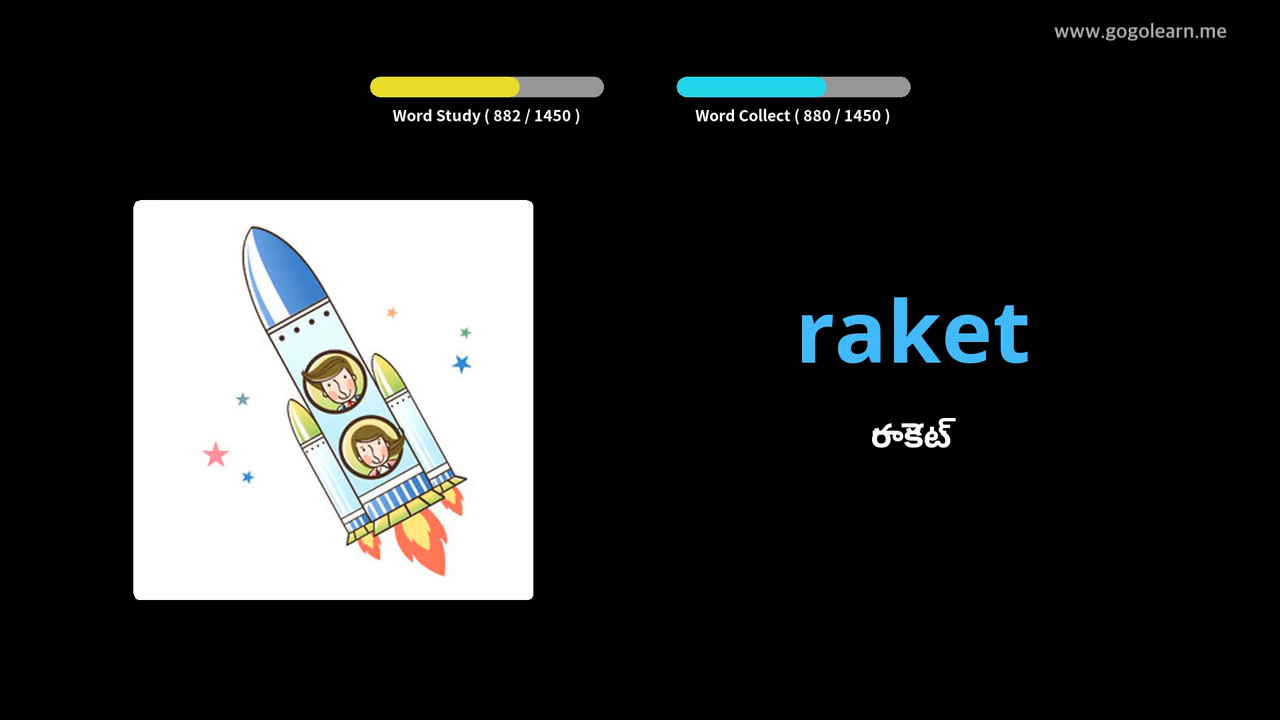 www.gogolearn.me
Word Study ( 882 / 1450 )
Word Collect ( 880 / 1450 )
raket
రాకెట్